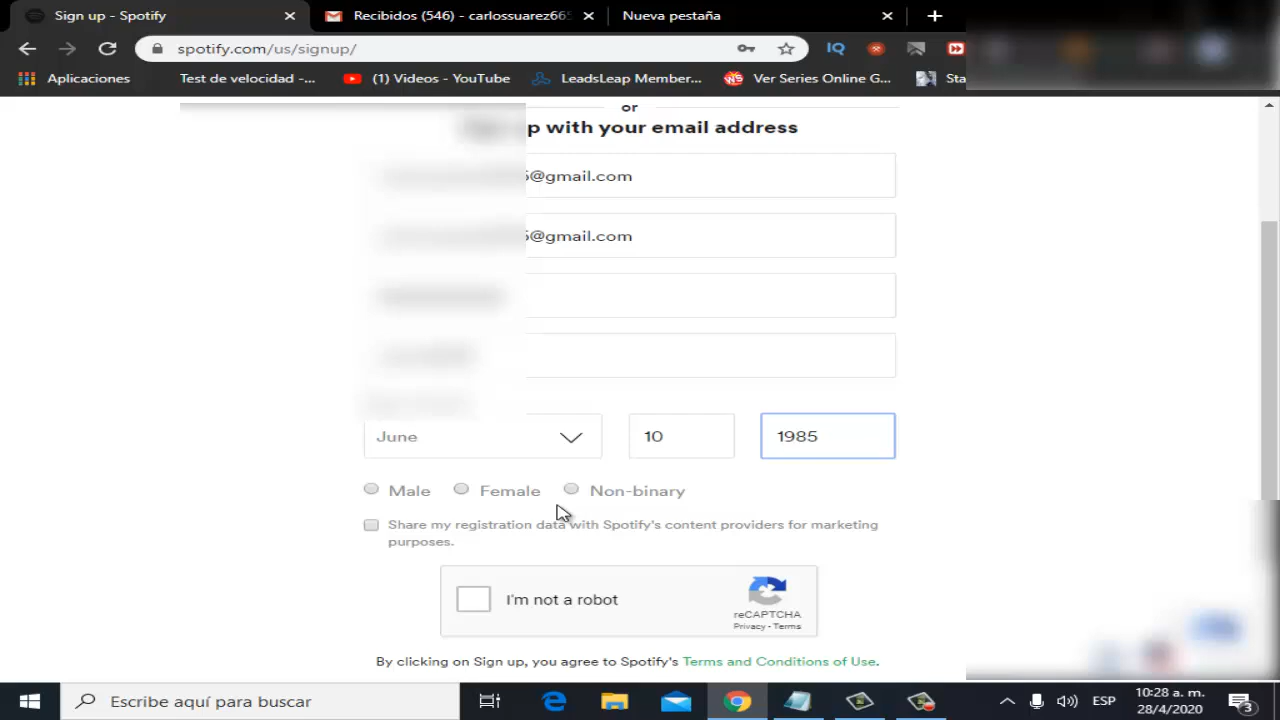 Sign up - Spotify
Recibidos (546) - carlossuarez665
Nueva pestaña
spotify.com/us/signup/
IQ
Aplicaciones
Test de velocidad -...
(1) Videos - YouTube
LeadsLeap Member...
WS
Ver Series Online G...
Sta
or
p with your email address
5@gmail.com
5@gmail.com
June
10
1985
Male
Female
Non-binary
Share my registration data with Spotify's content providers for marketing
purposes.
I'm not a robot
reCAPTCHA
Privacy - Terms
By clicking on Sign up, you agree to Spotify's Terms and Conditions of Use.
Escribe aquí para buscar
ESP
10:28 a. m.
28/4/2020
3